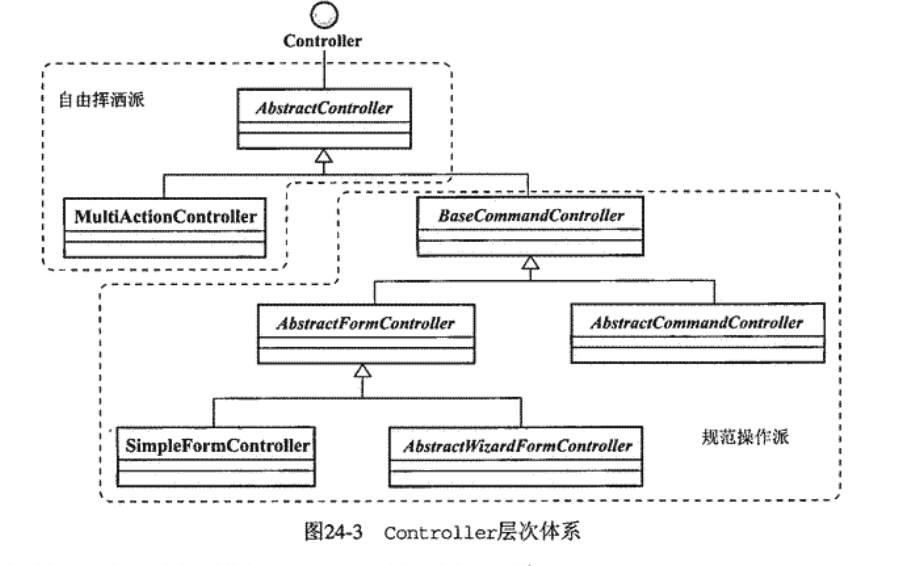 Controller
自由挥洒派
AbstractController
MultiActionController
BaseCommandController
AbstractFormController
AbstractCommandController
SimpleFormController
AbstractWizardFormController
规范操作派
图24-3 Controller层次体系